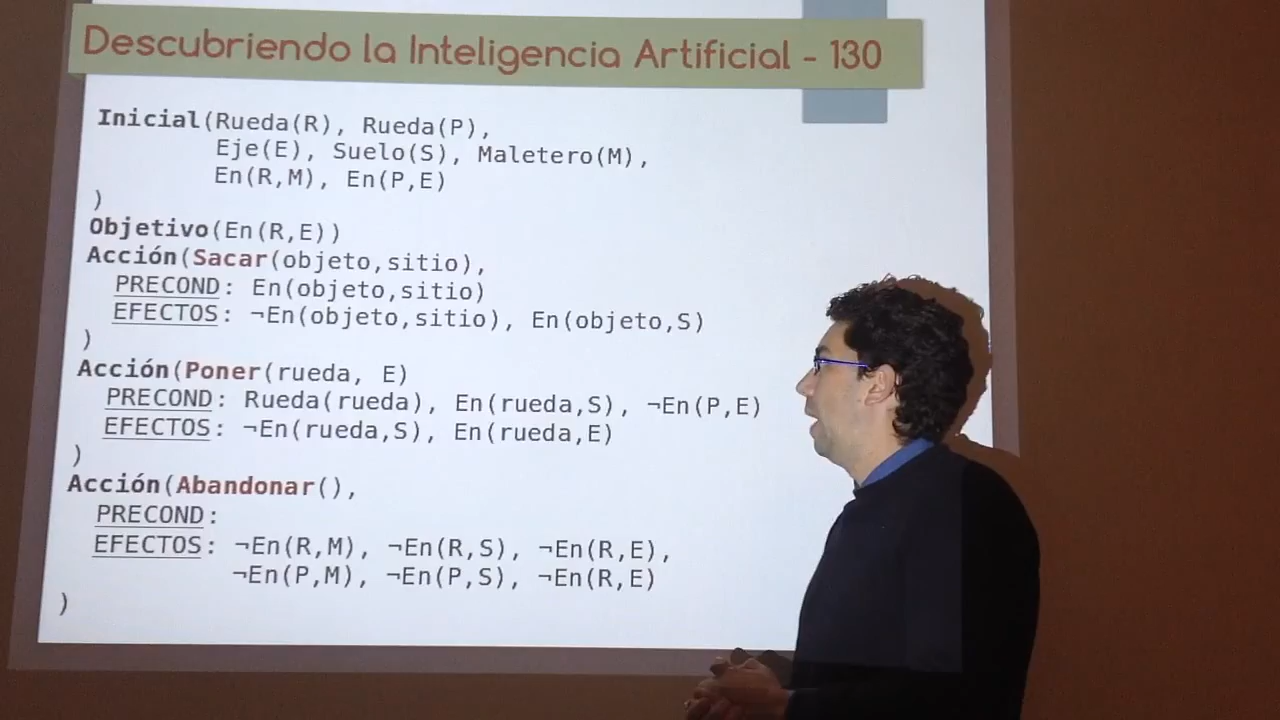 Descubriendo la Inteligencia Artificial - 130
Inicial(Rueda(R), Rueda(P),
Eje(E), Suelo(S), Maletero(M),
En(R,M), En(P,E)
)
Objetivo(En(R,E))
Acción(Sacar(objeto,sitio),
PRECOND: En(objeto,sitio)
EFECTOS: ¬En(objeto,sitio), En(objeto,S)
)
Acción(Poner(rueda, E)
PRECOND: Rueda(rueda), En(rueda,S), ¬En(P,E)
EFECTOS: ¬En(rueda,S), En(rueda,E)
)
Acción(Abandonar(),
PRECOND:
EFECTOS: ¬En(R,M), ¬En(R,S), ¬En(R,E),
¬En(P,M), ¬En(P,S), ¬En(R,E)
)